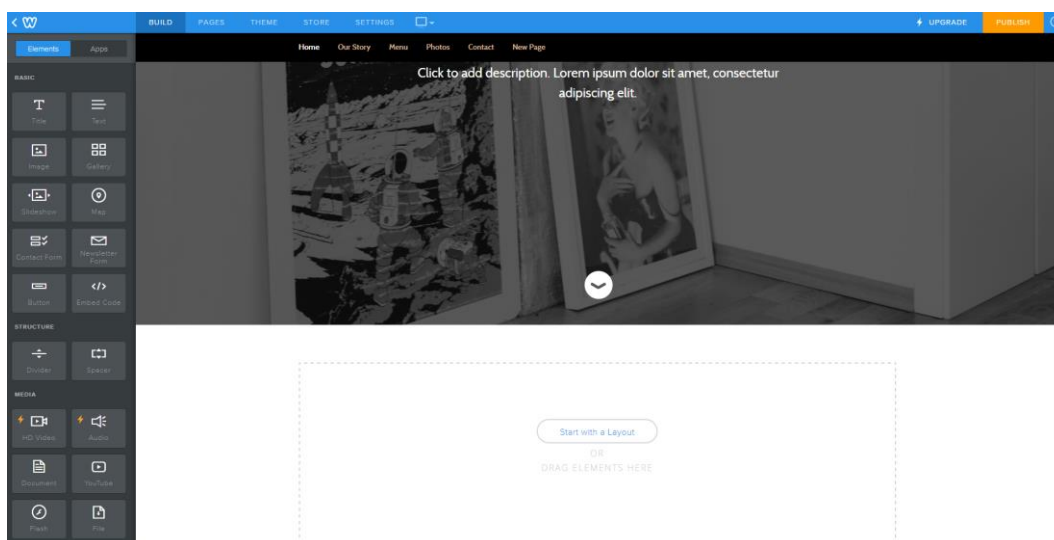 BUILD PAGES THEME STORE SETTINGS UPGRADE PUBLISH
Elements Apps
Home Our Story Menu Photos Contact New Page
Click to add description. Lorem ipsum dolor sit amet, consectetur
adipiscing elit.
BASIC
Title Text
Image Gallery
Slideshow Map
Contact Form Newsletter
Form
Button Embed Code
STRUCTURE
Divider Spacer
MEDIA
HD Video Audio
Document YouTube
Flash File
Start with a Layout
OR
DRAG ELEMENTS HERE